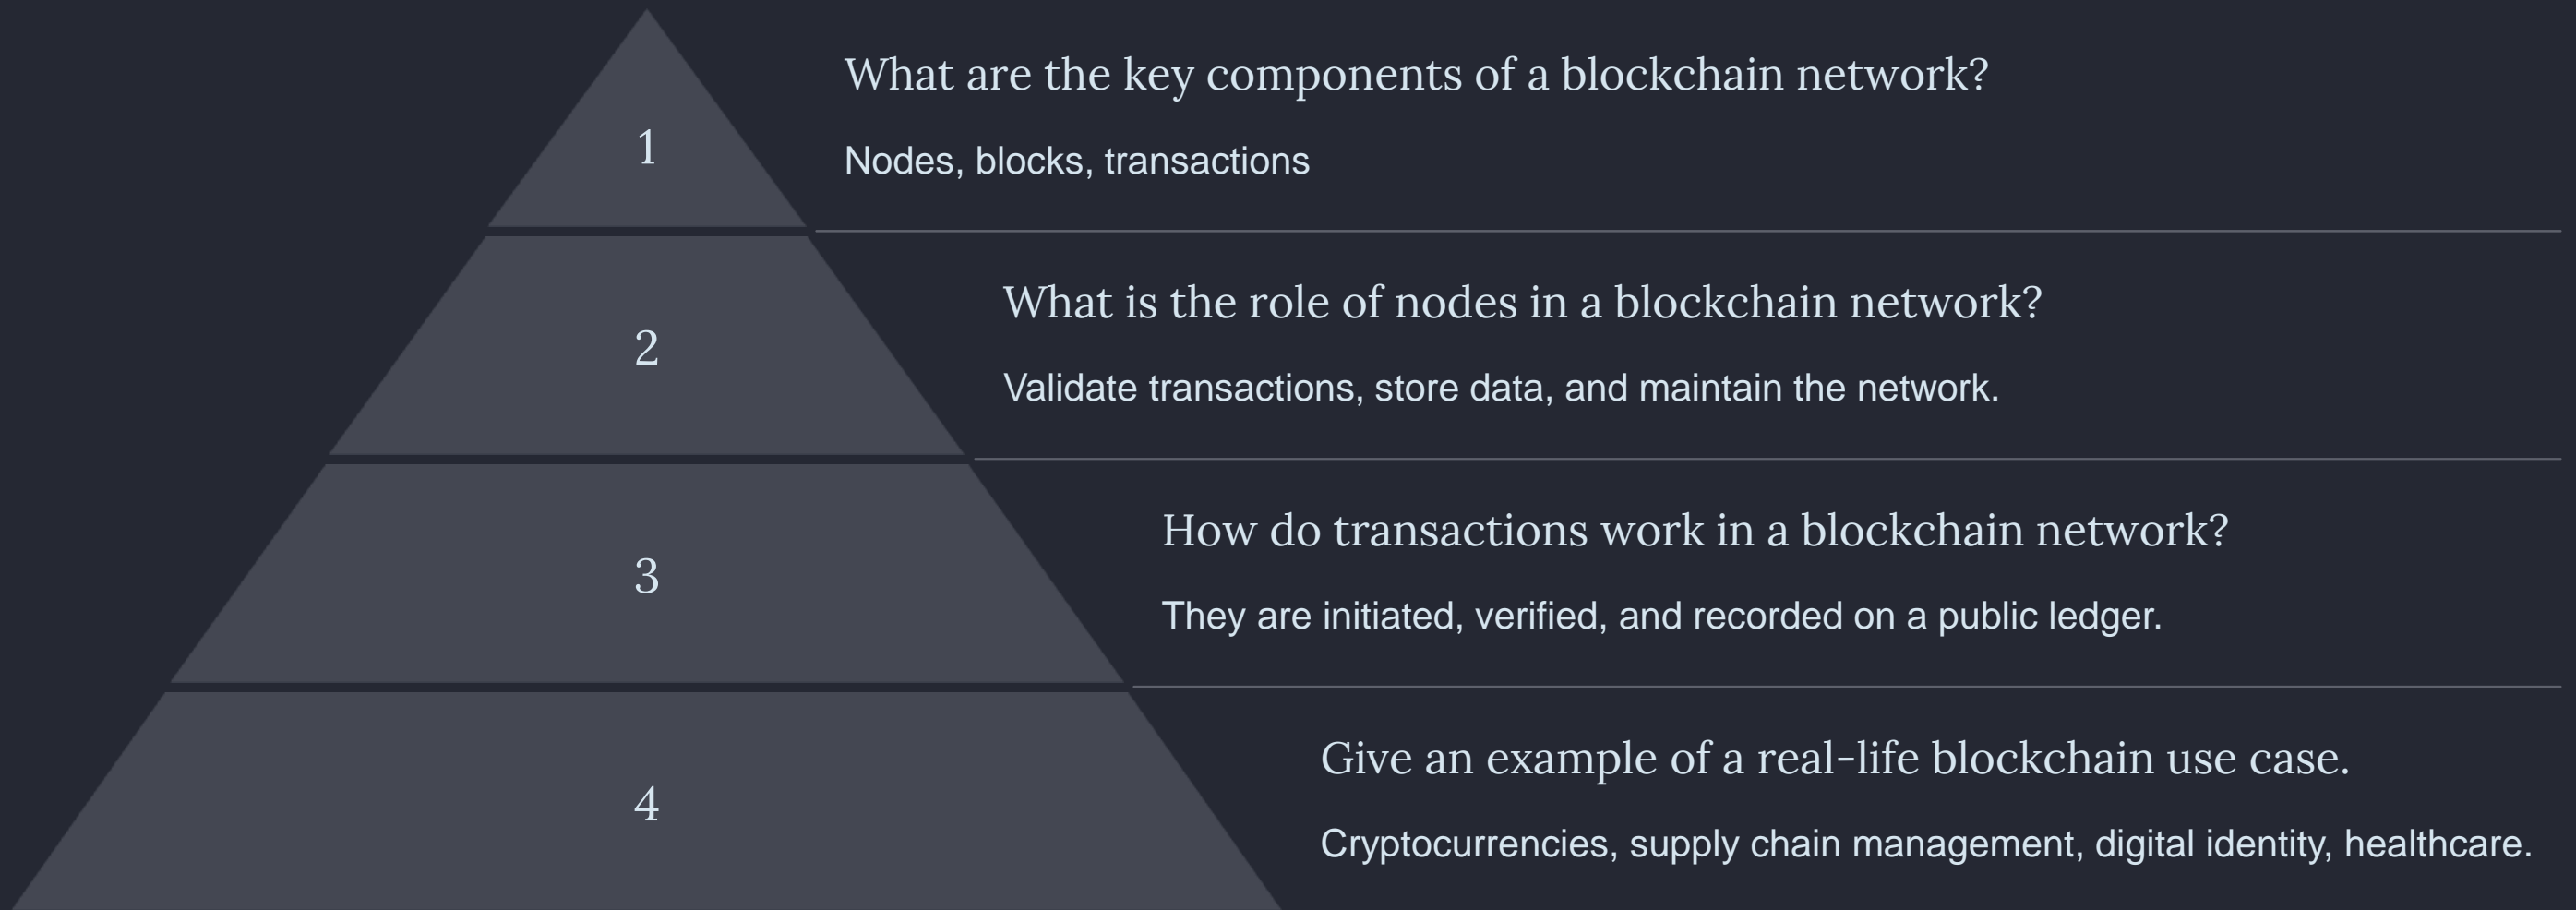 1
What are the key components of a blockchain network?
Nodes, blocks, transactions
2
What is the role of nodes in a blockchain network?
Validate transactions, store data, and maintain the network.
3
How do transactions work in a blockchain network?
They are initiated, verified, and recorded on a public ledger.
4
Give an example of a real-life blockchain use case.
Cryptocurrencies, supply chain management, digital identity, healthcare.